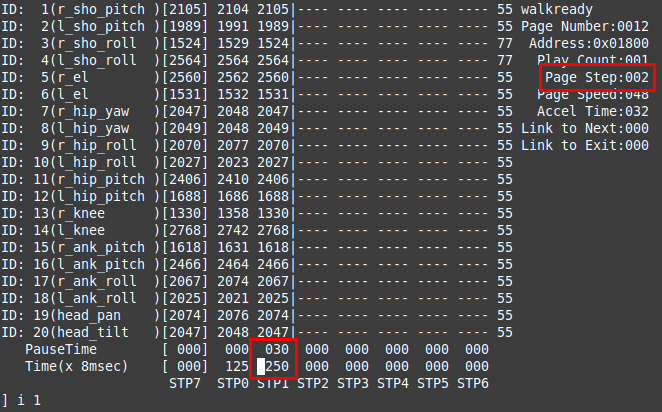 ID:  1(r_sho_pitch )[2105] 2104 2105|---- ---- ---- ---- ---- 55 walkready
ID:  2(l_sho_pitch )[1989] 1991 1989|---- ---- ---- ---- ---- 55 Page Number:0012
ID:  3(r_sho_roll  )[1524] 1529 1524|---- ---- ---- ---- ---- 77  Address:0x01800
ID:  4(l_sho_roll  )[2564] 2564 2564|---- ---- ---- ---- ---- 77   Play Count:001
ID:  5(r_el        )[2560] 2562 2560|---- ---- ---- ---- ---- 55    Page Step:002
ID:  6(l_el        )[1531] 1532 1531|---- ---- ---- ---- ---- 55   Page Speed:048
ID:  7(r_hip_yaw   )[2047] 2048 2047|---- ---- ---- ---- ---- 55   Accel Time:032
ID:  8(l_hip_yaw   )[2049] 2048 2049|---- ---- ---- ---- ---- 55 Link to Next:000
ID:  9(r_hip_roll  )[2070] 2077 2070|---- ---- ---- ---- ---- 55 Link to Exit:000
ID: 10(l_hip_roll  )[2027] 2023 2027|---- ---- ---- ---- ---- 55
ID: 11(r_hip_pitch )[2406] 2410 2406|---- ---- ---- ---- ---- 55
ID: 12(l_hip_pitch )[1688] 1686 1688|---- ---- ---- ---- ---- 55
ID: 13(r_knee      )[1330] 1358 1330|---- ---- ---- ---- ---- 55
ID: 14(l_knee      )[2768] 2742 2768|---- ---- ---- ---- ---- 55
ID: 15(r_ank_pitch )[1618] 1631 1618|---- ---- ---- ---- ---- 55
ID: 16(l_ank_pitch )[2466] 2464 2466|---- ---- ---- ---- ---- 55
ID: 17(r_ank_roll  )[2067] 2074 2067|---- ---- ---- ---- ---- 55
ID: 18(l_ank_roll  )[2025] 2021 2025|---- ---- ---- ---- ---- 55
ID: 19(head_pan    )[2074] 2076 2074|---- ---- ---- ---- ---- 55
ID: 20(head_tilt   )[2047] 2048 2047|---- ---- ---- ---- ---- 55
PauseTime [ 000] 000 030 000 000 000 000 000
Time(x 8msec) [ 000] 125 250 000 000 000 000 000
STP7 STP0 STP1 STP2 STP3 STP4 STP5 STP6
] i 1